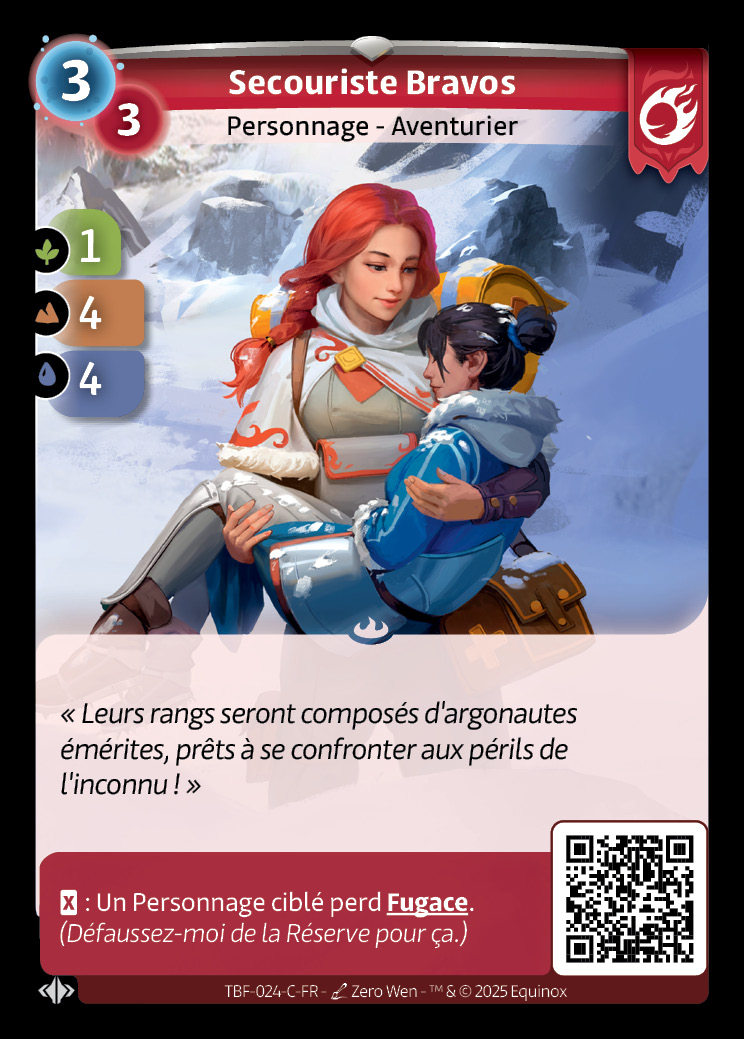 3
Secouriste Bravos
3
Personnage - Aventurier
1
4
4
« Leurs rangs seront composés d'argonautes
émérites, prêts à se confronter aux périls de
l'inconnu ! »
X : Un Personnage ciblé perd Fugace.
(Défaussez-moi de la Réserve pour ça.)
TBF-024-C-FR - Zero Wen - ™ & © 2025 Equinox